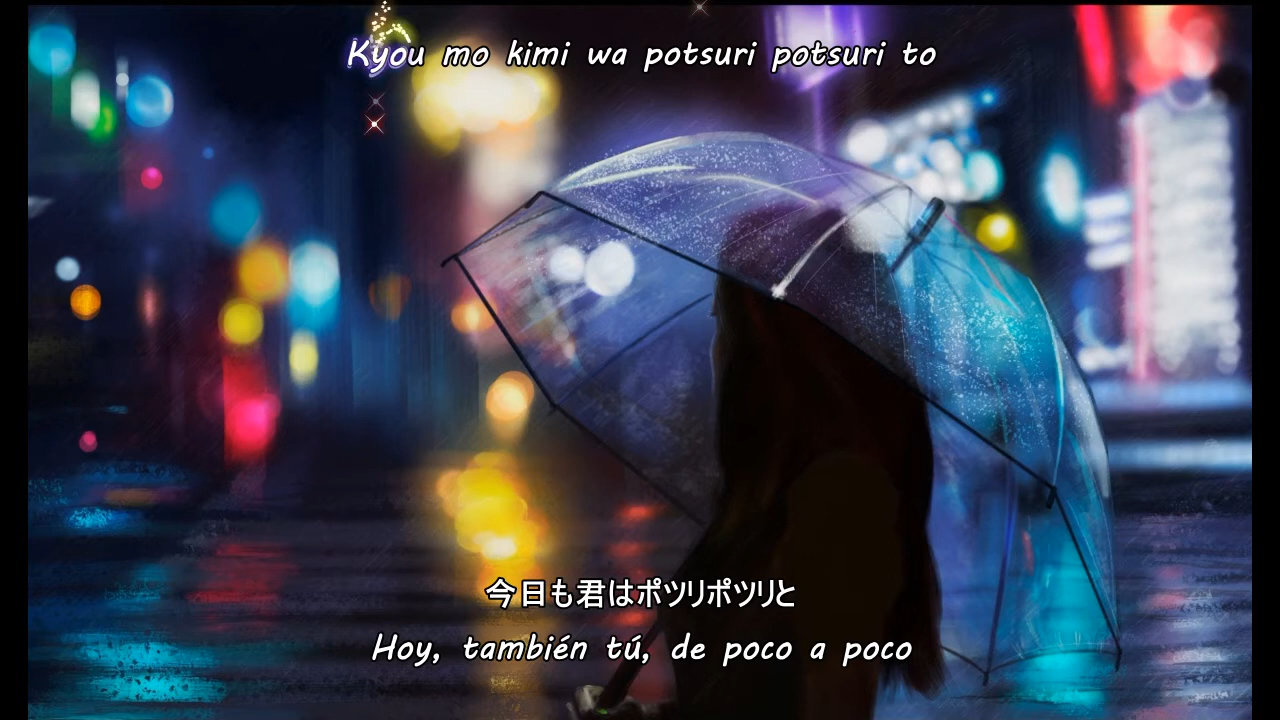 Kyou mo kimi wa potsuri potsuri to
今日も君はポツリポツリと
Hoy, también tú, de poco a poco